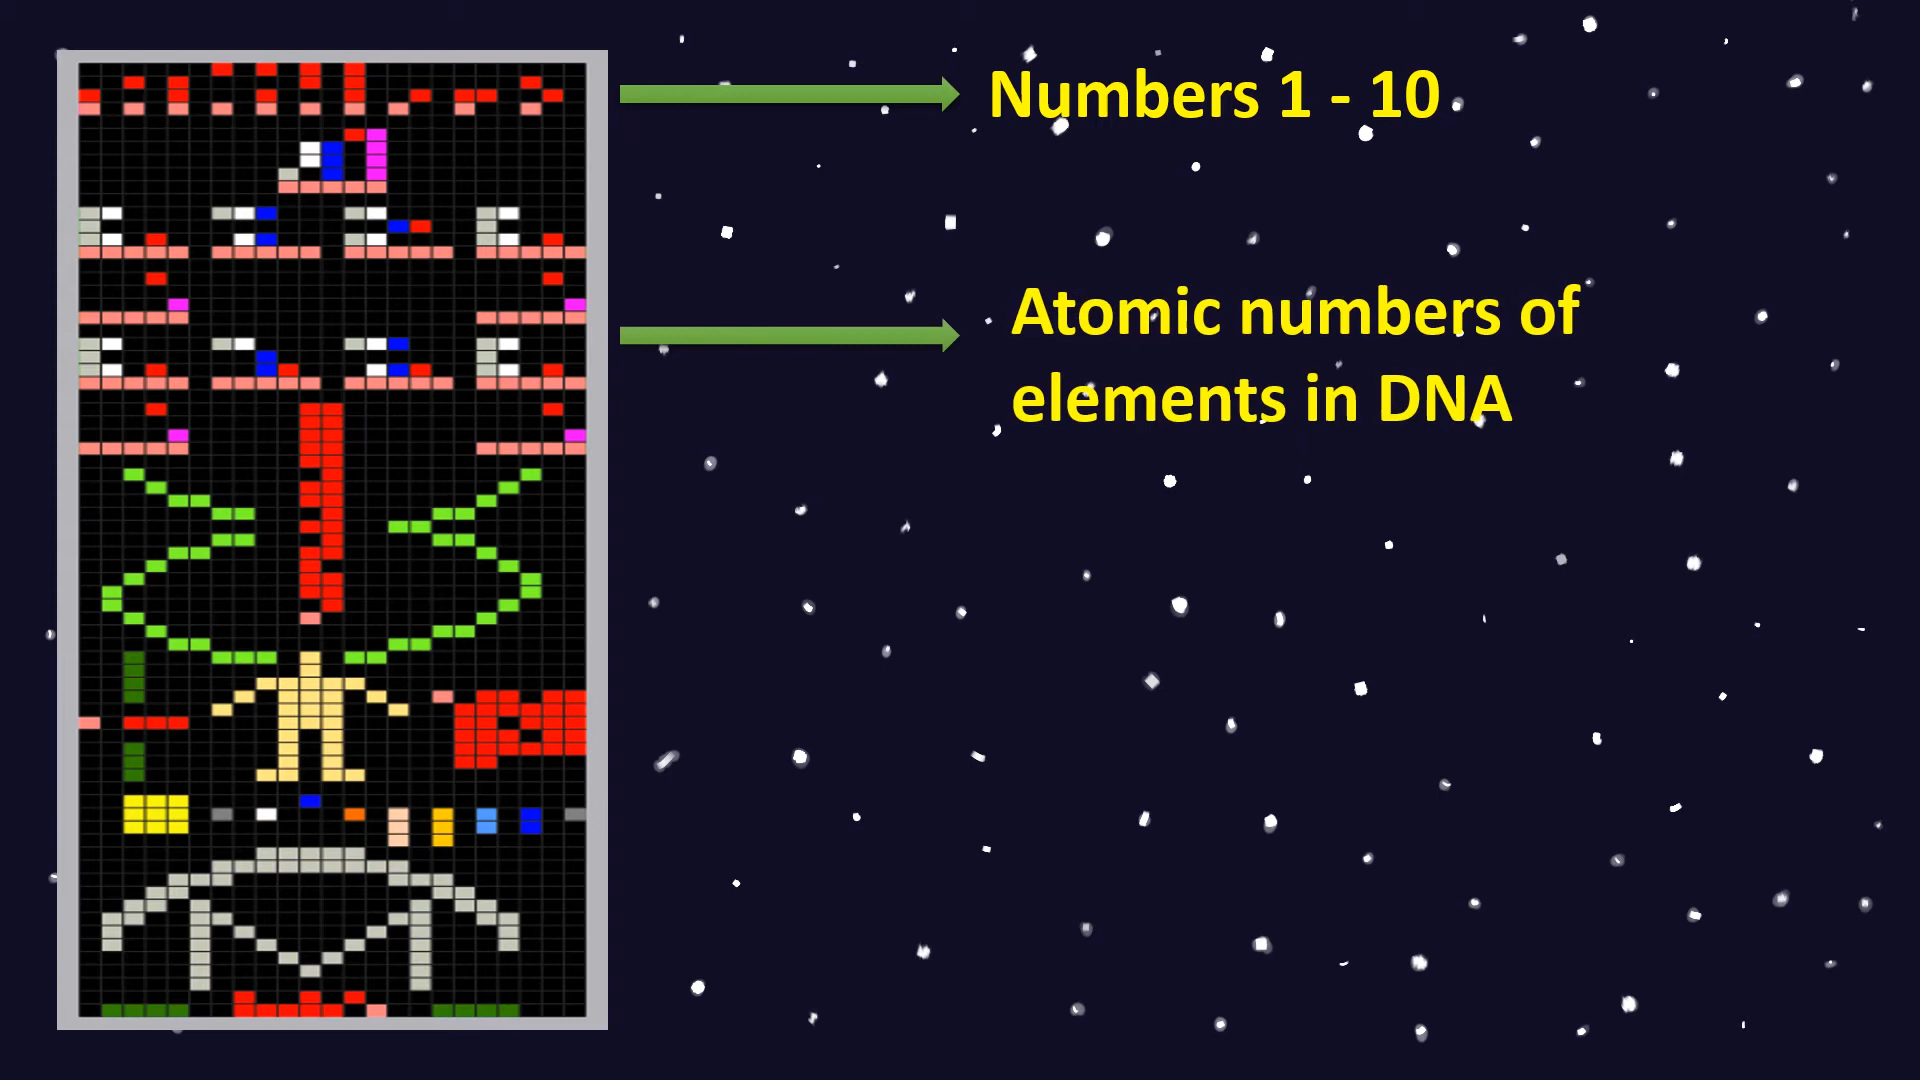 Numbers 1 - 10
Atomic numbers of
elements in DNA